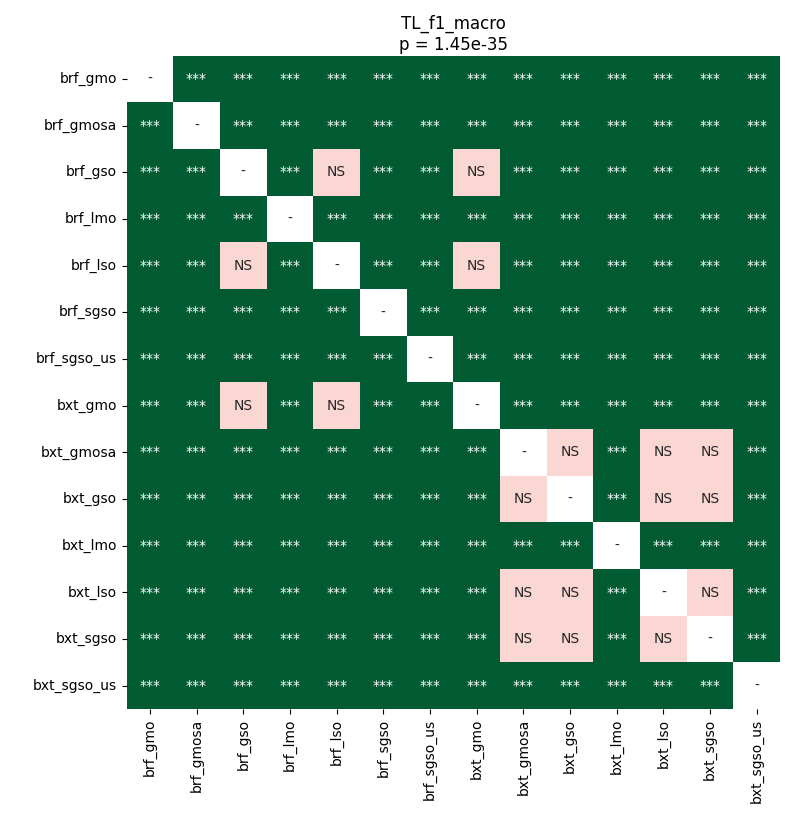 TL_f1_macro
p = 1.45e-35
brf_gmo - *** *** *** *** *** *** *** *** *** *** *** *** ***
brf_gmosa *** - *** *** *** *** *** *** *** *** *** *** *** ***
brf_gso *** *** - *** NS *** *** NS *** *** *** *** *** ***
brf_lmo *** *** *** - *** *** *** *** *** *** *** *** *** ***
brf_lso *** *** NS *** - *** *** NS *** *** *** *** *** ***
brf_sgso *** *** *** *** *** - *** *** *** *** *** *** *** ***
brf_sgso_us *** *** *** *** *** *** - *** *** *** *** *** *** ***
bxt_gmo *** *** NS *** NS *** *** - *** *** *** *** *** ***
bxt_gmosa *** *** *** *** *** *** *** *** - NS *** NS NS ***
bxt_gso *** *** *** *** *** *** *** *** NS - *** NS NS ***
bxt_lmo *** *** *** *** *** *** *** *** *** *** - *** *** ***
bxt_lso *** *** *** *** *** *** *** *** NS NS *** - NS ***
bxt_sgso *** *** *** *** *** *** *** *** NS NS *** NS - ***
bxt_sgso_us *** *** *** *** *** *** *** *** *** *** *** *** *** -
brf_gmo brf_gmosa brf_gso brf_lmo brf_lso brf_sgso brf_sgso_us bxt_gmo bxt_gmosa bxt_gso bxt_lmo bxt_lso bxt_sgso bxt_sgso_us